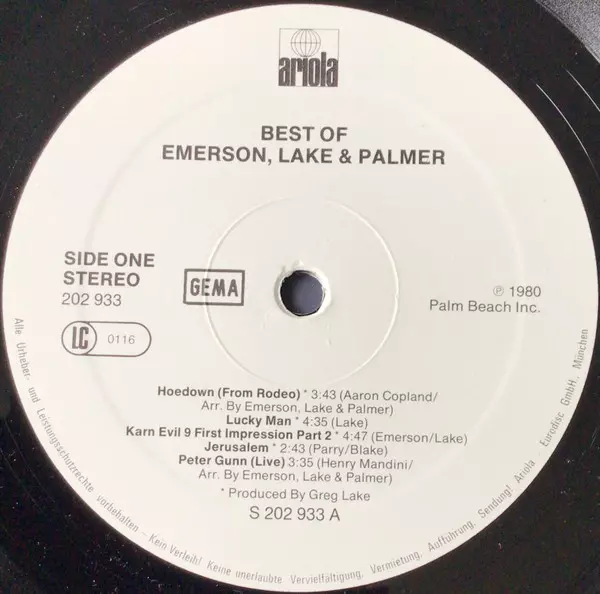 ariola
BEST OF
EMERSON, LAKE & PALMER
SIDE ONE
STEREO
202 933
GEMA
LC 0116
℗ 1980
Palm Beach Inc.
Hoedown (From Rodeo) * 3:43 (Aaron Copland/
Arr. By Emerson, Lake & Palmer)
Lucky Man * 4:35 (Lake)
Karn Evil 9 First Impression Part 2 * 4:47 (Emerson/Lake)
Jerusalem * 2:43 (Parry/Blake)
Peter Gunn (Live) 3:35 (Henry Mandini/
Arr. By Emerson, Lake & Palmer)
* Produced By Greg Lake
S 202 933 A
Alle Urheber- und Leistungsschutzrechte vorbehalten - Kein Verleih! Keine unerlaubte Vervielfältigung, Vermietung, Aufführung, Sendung! Ariola - Eurodisc GmbH, München